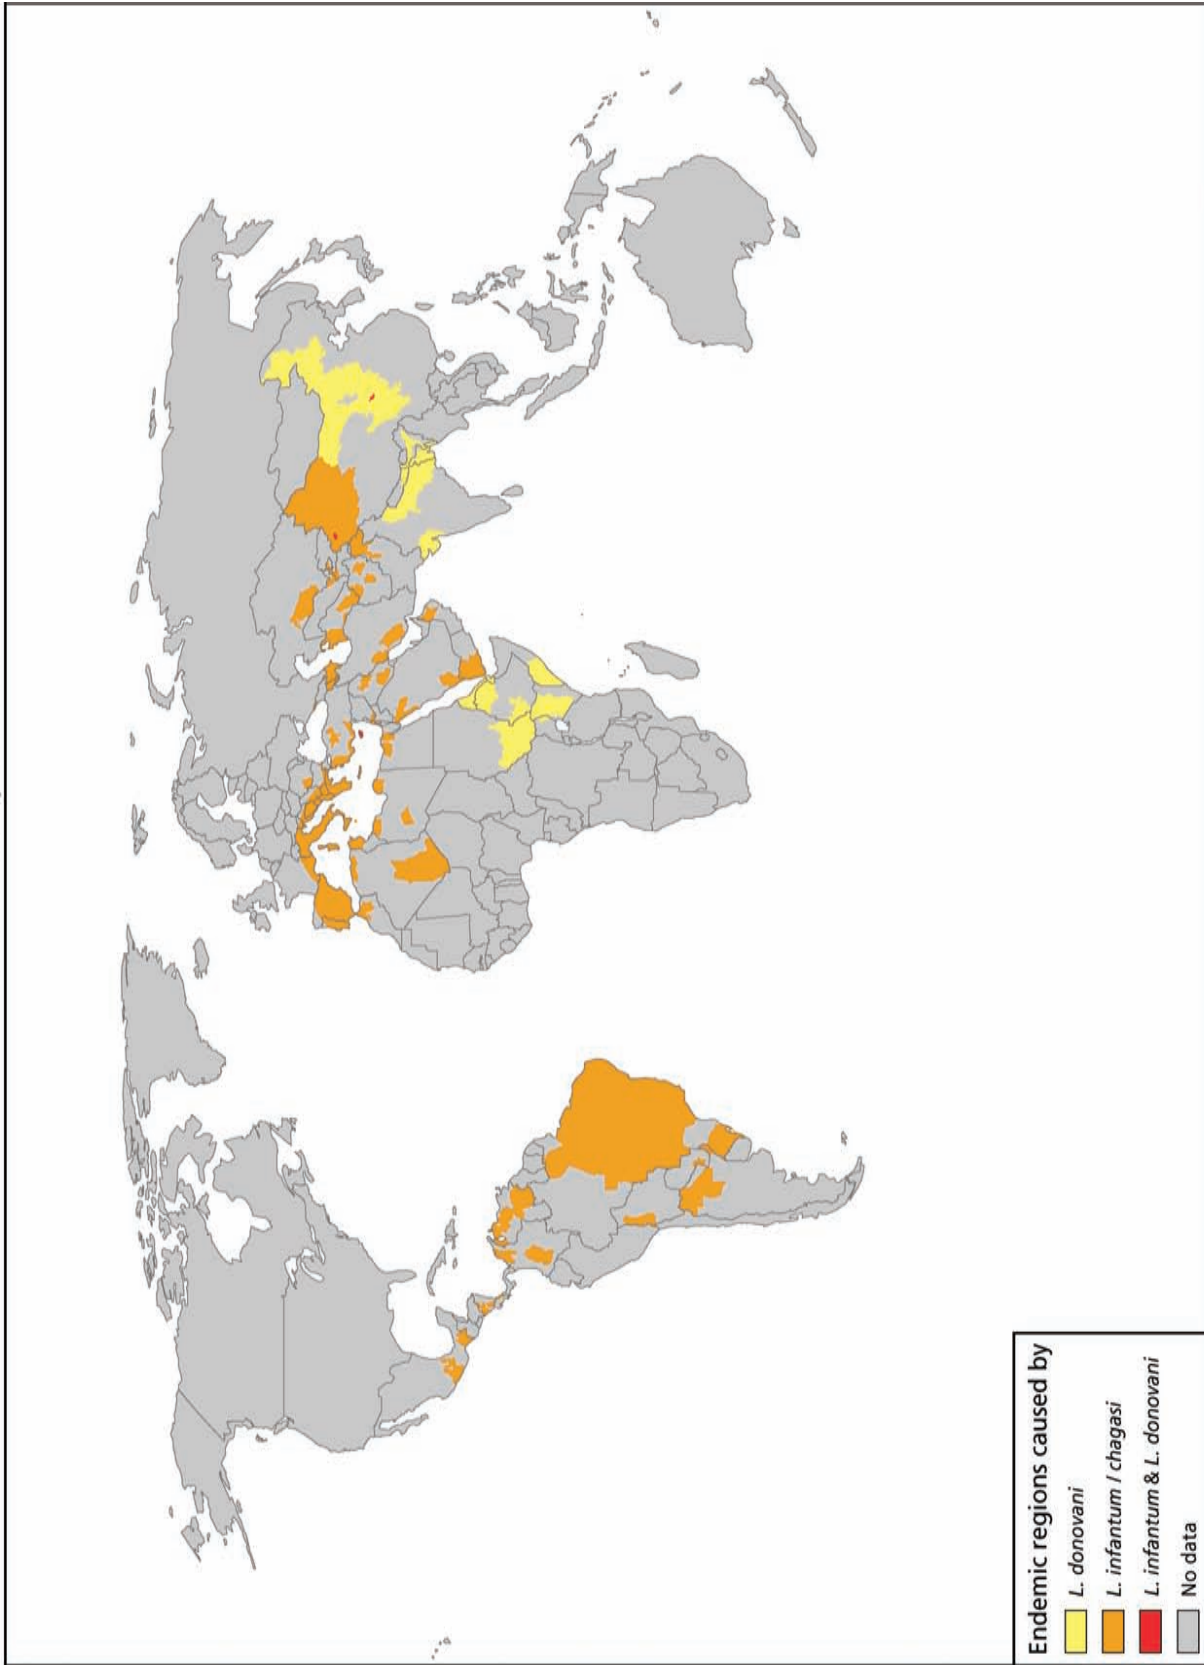 Endemic regions caused by
L. donovani
L. infantum / chagasi
L. infantum & L. donovani
No data